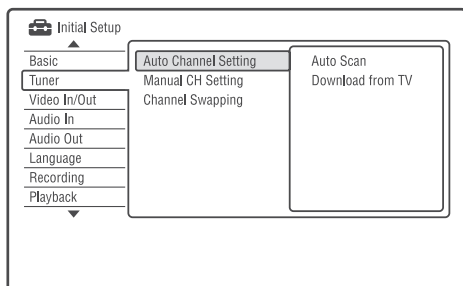 Initial Setup
Basic
Tuner
Video In/Out
Audio In
Audio Out
Language
Recording
Playback
Auto Channel Setting
Manual CH Setting
Channel Swapping
Auto Scan
Download from TV